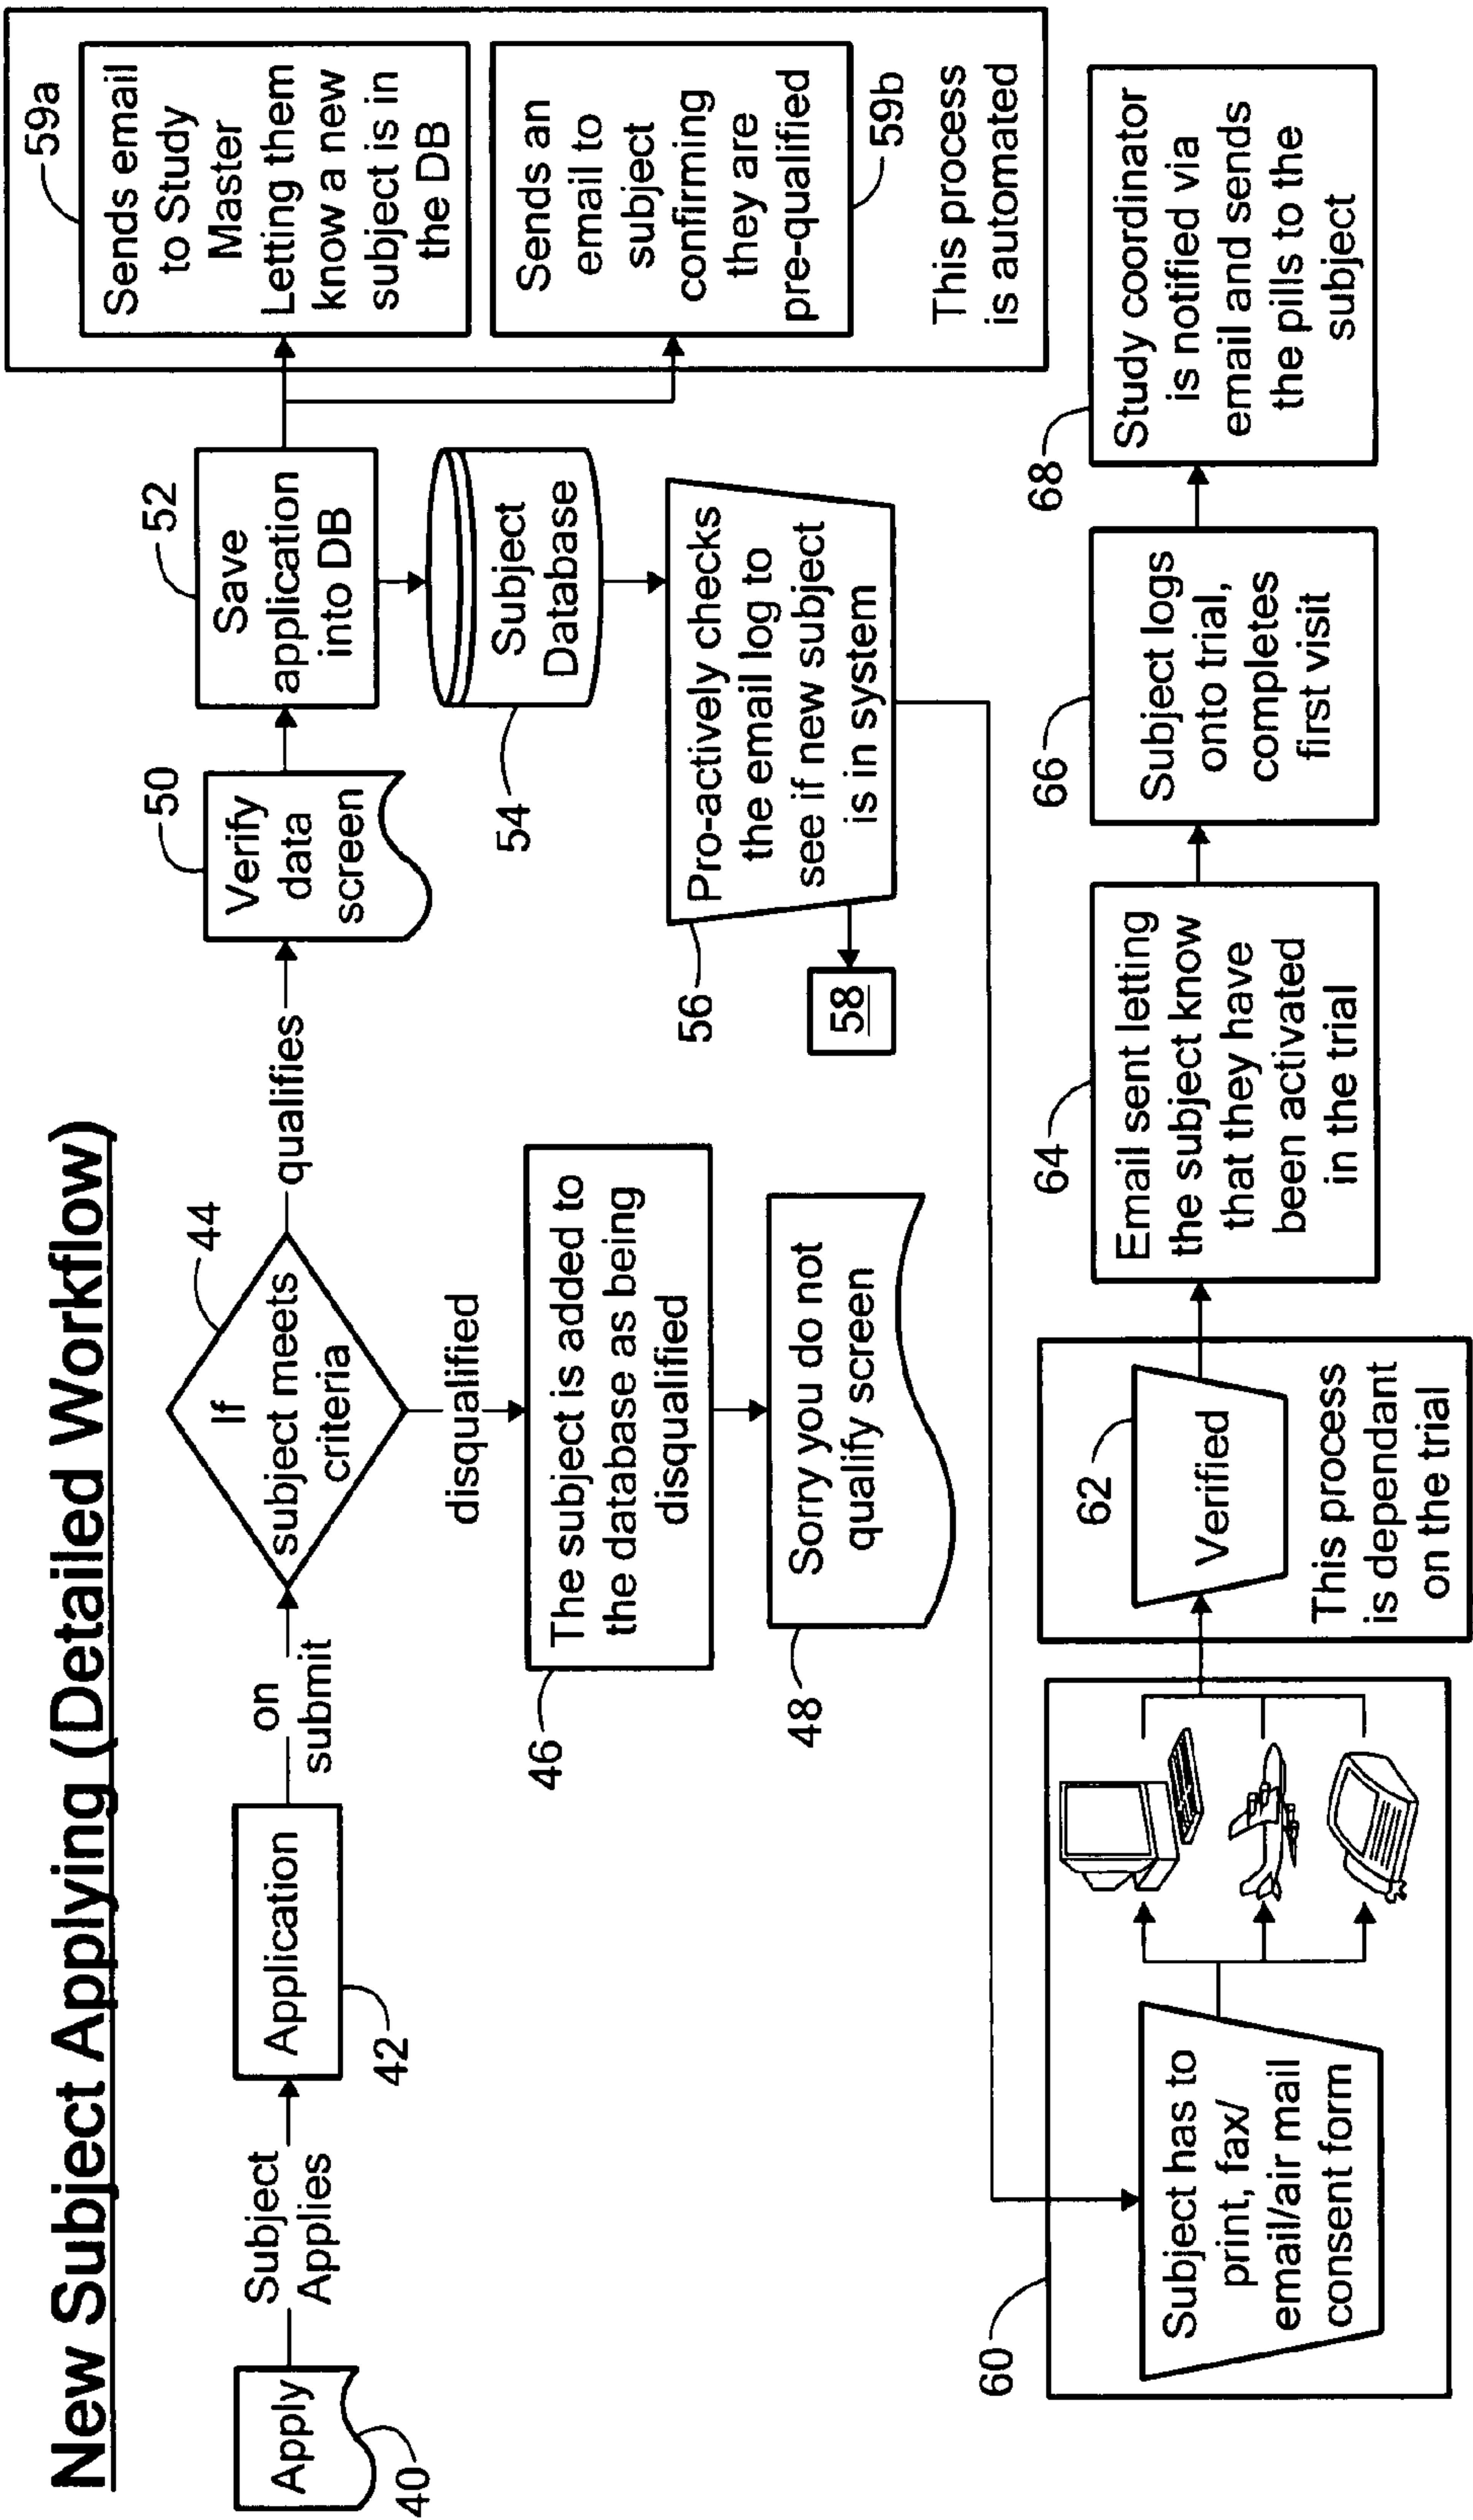 New Subject Applying (Detailed Workflow)
Apply
40
Subject
Applies
Application
42
on
submit
If
subject meets
criteria
44
qualifies
disqualified
The subject is added to
the database as being
disqualified
46
Sorry you do not
qualify screen
48
Verify
data
screen
50
Save
application
into DB
52
Subject
Database
54
Pro-actively checks
the email log to
see if new subject
is in system
56
58
Sends email
to Study
Master
Letting them
know a new
subject is in
the DB
59a
Sends an
email to
subject
confirming
they are
pre-qualified
59b
This process
is automated
60
Subject has to
print, fax/
email/air mail
consent form
62
Verified
This process
is dependant
on the trial
64
Email sent letting
the subject know
that they have
been activated
in the trial
66
Subject logs
onto trial,
completes
first visit
68
Study coordinator
is notified via
email and sends
the pills to the
subject